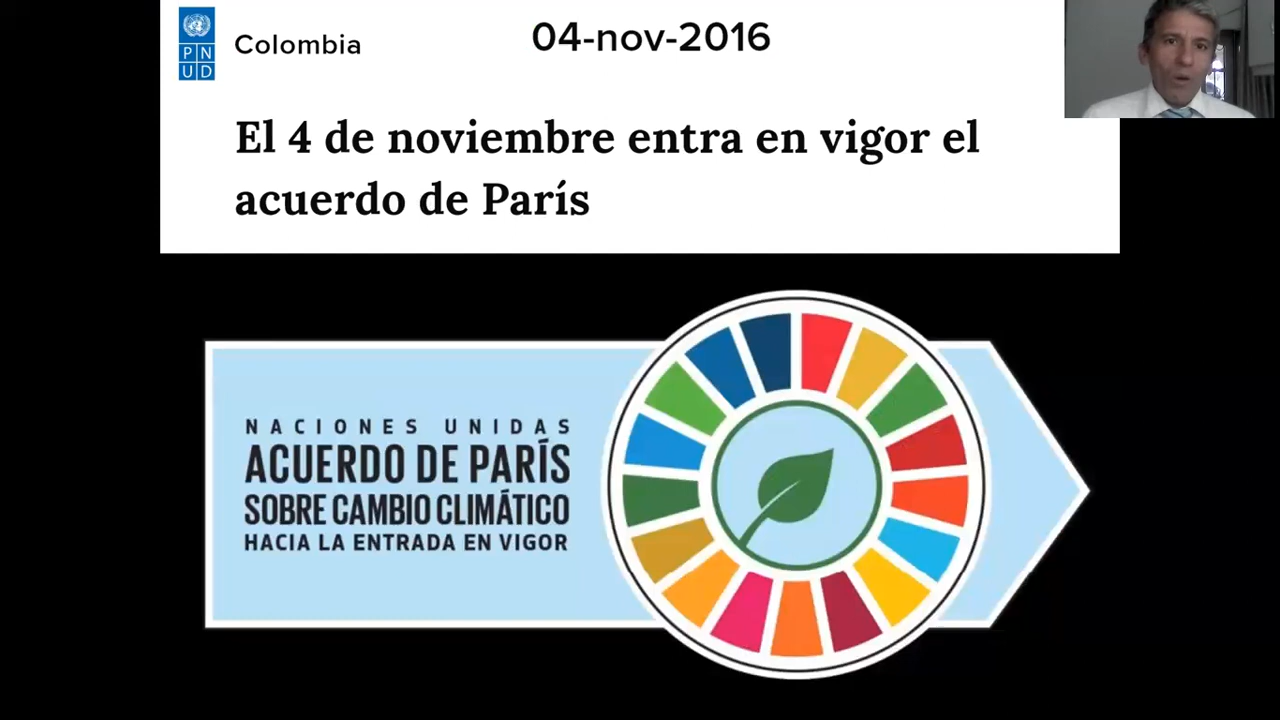 PN
UD
Colombia
04-nov-2016
El 4 de noviembre entra en vigor el
acuerdo de París
NACIONES UNIDAS
ACUERDO DE PARÍS
SOBRE CAMBIO CLIMÁTICO
HACIA LA ENTRADA EN VIGOR